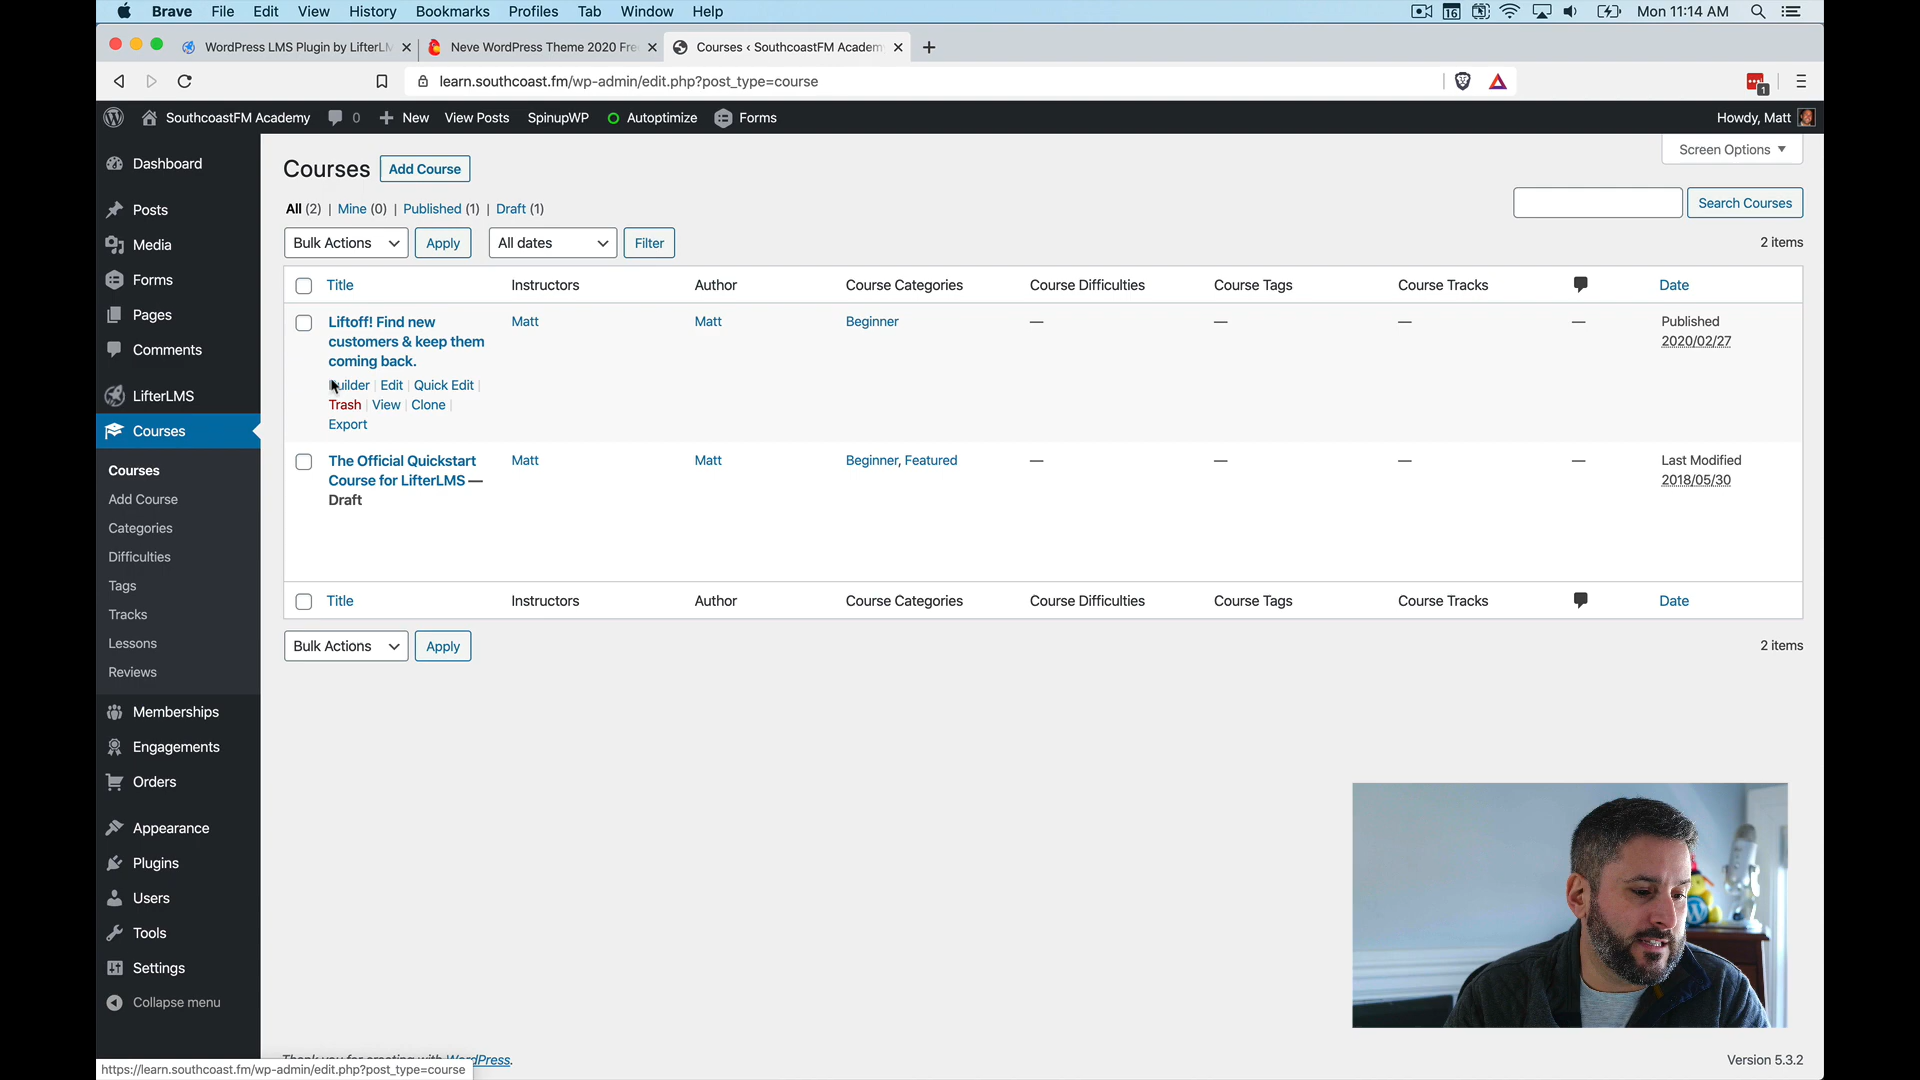 Brave File Edit View History Bookmarks Profiles Tab Window Help 16 Mon 11:14 AM
WordPress LMS Plugin by LifterLM Neve WordPress Theme 2020 Fre Courses ‹ SouthcoastFM Academ
learn.southcoast.fm/wp-admin/edit.php?post_type=course 1
SouthcoastFM Academy 0 New View Posts SpinupWP Autoptimize Forms Howdy, Matt
Dashboard
Posts
Media
Forms
Pages
Comments
LifterLMS
Courses
Courses
Add Course
Categories
Difficulties
Tags
Tracks
Lessons
Reviews
Memberships
Engagements
Orders
Appearance
Plugins
Users
Tools
Settings
Collapse menu
Screen Options
Courses Add Course
All (2) | Mine (0) | Published (1) | Draft (1)
Search Courses
Bulk Actions Apply All dates Filter 2 items
Title Instructors Author Course Categories Course Difficulties Course Tags Course Tracks Date
Liftoff! Find new customers & keep them coming back. Matt Matt Beginner — — — — Published 2020/02/27
Builder | Edit | Quick Edit |
Trash | View | Clone |
Export
The Official Quickstart Course for LifterLMS — Draft Matt Matt Beginner, Featured — — — — Last Modified 2018/05/30
Title Instructors Author Course Categories Course Difficulties Course Tags Course Tracks Date
Bulk Actions Apply 2 items
Thank you for creating with WordPress. Version 5.3.2
https://learn.southcoast.fm/wp-admin/edit.php?post_type=course